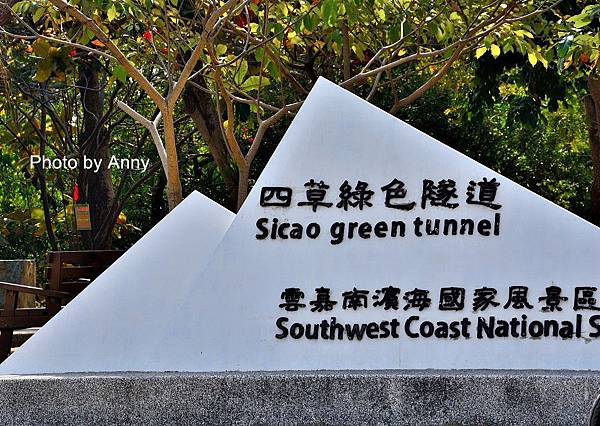 Photo by Anny
四草綠色隧道
Sicao green tunnel
雲嘉南濱海國家風景區
Southwest Coast National S